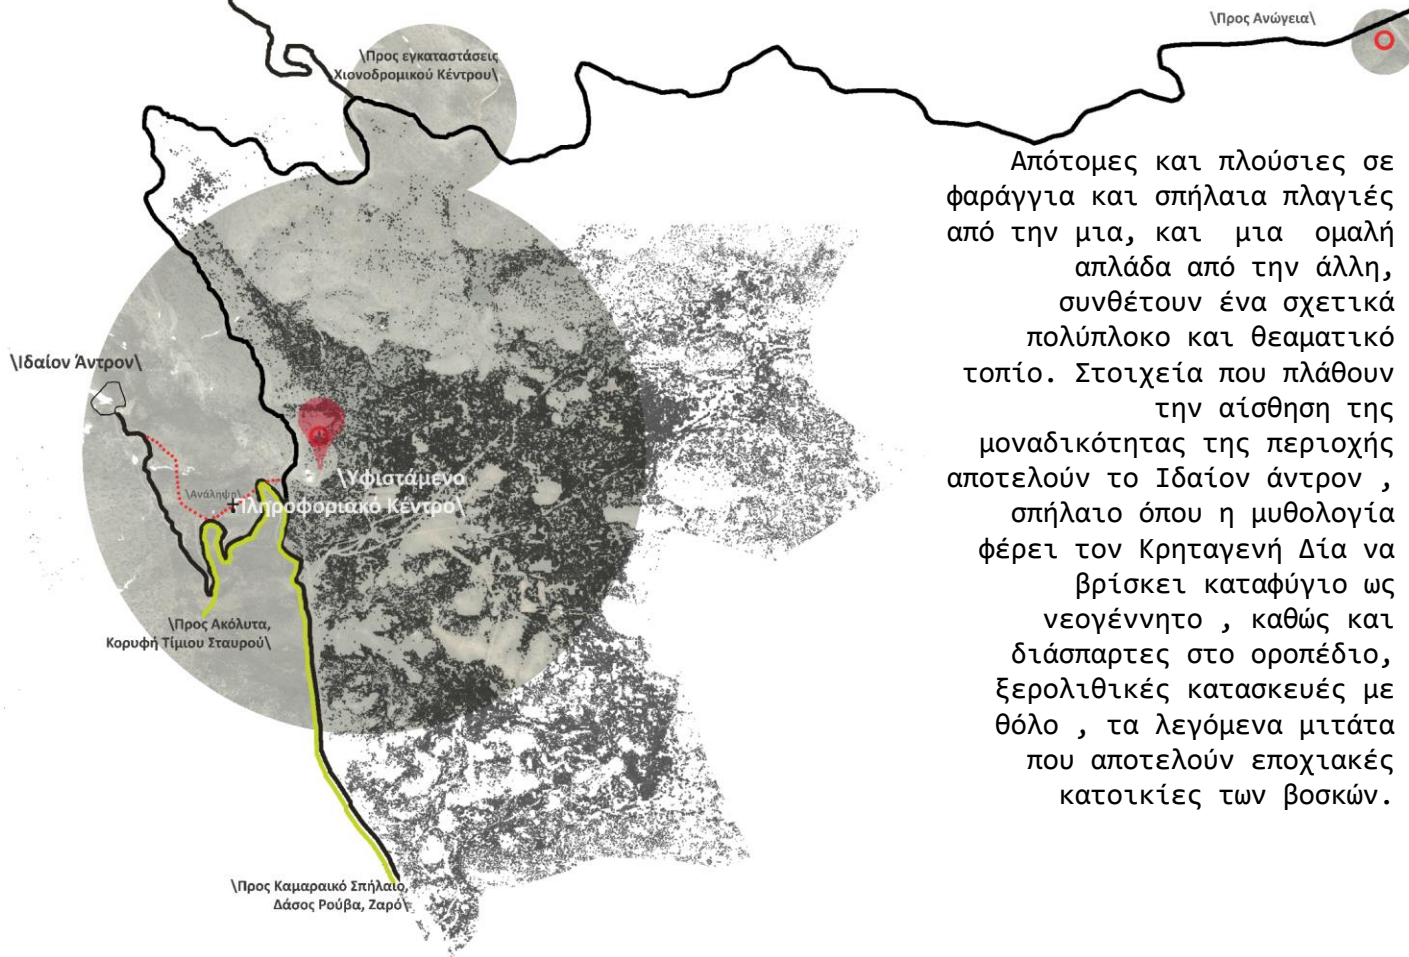 \Προς Ανώγεια\
\Προς εγκαταστάσεις
Χιονοδρομικού Κέντρου\
Απότομες και πλούσιες σε
φαράγγια και σπήλαια πλαγιές
από την μια, και μια ομαλή
απλάδα από την άλλη,
συνθέτουν ένα σχετικά
πολύπλοκο και θεαματικό
τοπίο. Στοιχεία που πλάθουν
την αίσθηση της
μοναδικότητας της περιοχής
αποτελούν το Ιδαίον άντρον ,
σπήλαιο όπου η μυθολογία
φέρει τον Κρηταγενή Δία να
βρίσκει καταφύγιο ως
νεογέννητο , καθώς και
διάσπαρτες στο οροπέδιο,
ξερολιθικές κατασκευές με
θόλο , τα λεγόμενα μιτάτα
που αποτελούν εποχιακές
κατοικίες των βοσκών.
\Ιδαίον Άντρον\
\Υφιστάμενο
Πληροφοριακό Κέντρο\
\Ανάληψη\
\Προς Ακόλυτα,
Κορυφή Τίμιου Σταυρού\
\Προς Καμαραικό Σπήλαιο,
Δάσος Ρούβα, Ζαρό\